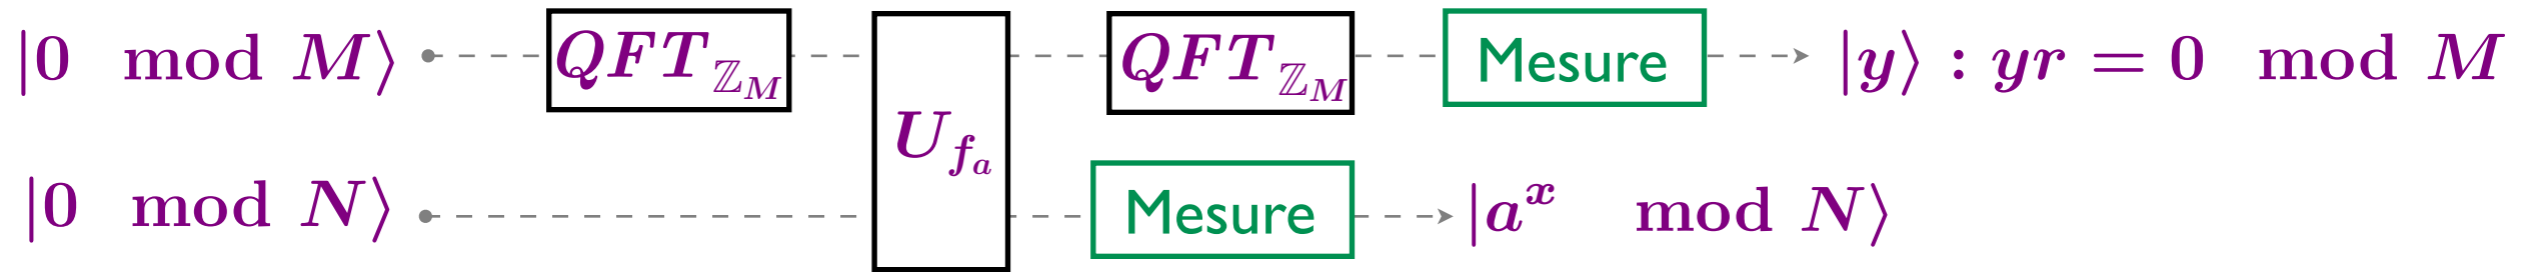 |0 mod M⟩ QFT_{ℤ_M} U_{f_a} QFT_{ℤ_M} Mesure |y⟩ : yr = 0 mod M
|0 mod N⟩ Mesure |a^x mod N⟩